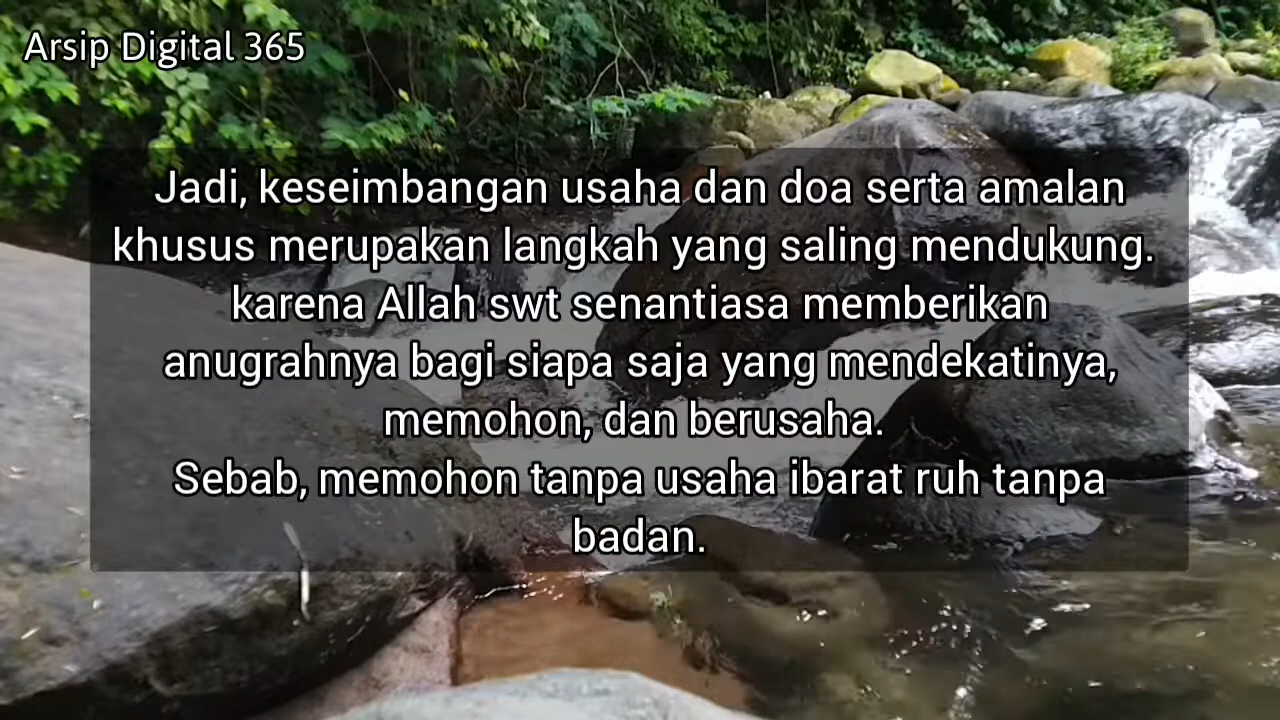 Arsip Digital 365
Jadi, keseimbangan usaha dan doa serta amalan
khusus merupakan langkah yang saling mendukung.
karena Allah swt senantiasa memberikan
anugrahnya bagi siapa saja yang mendekatinya,
memohon, dan berusaha.
Sebab, memohon tanpa usaha ibarat ruh tanpa
badan.